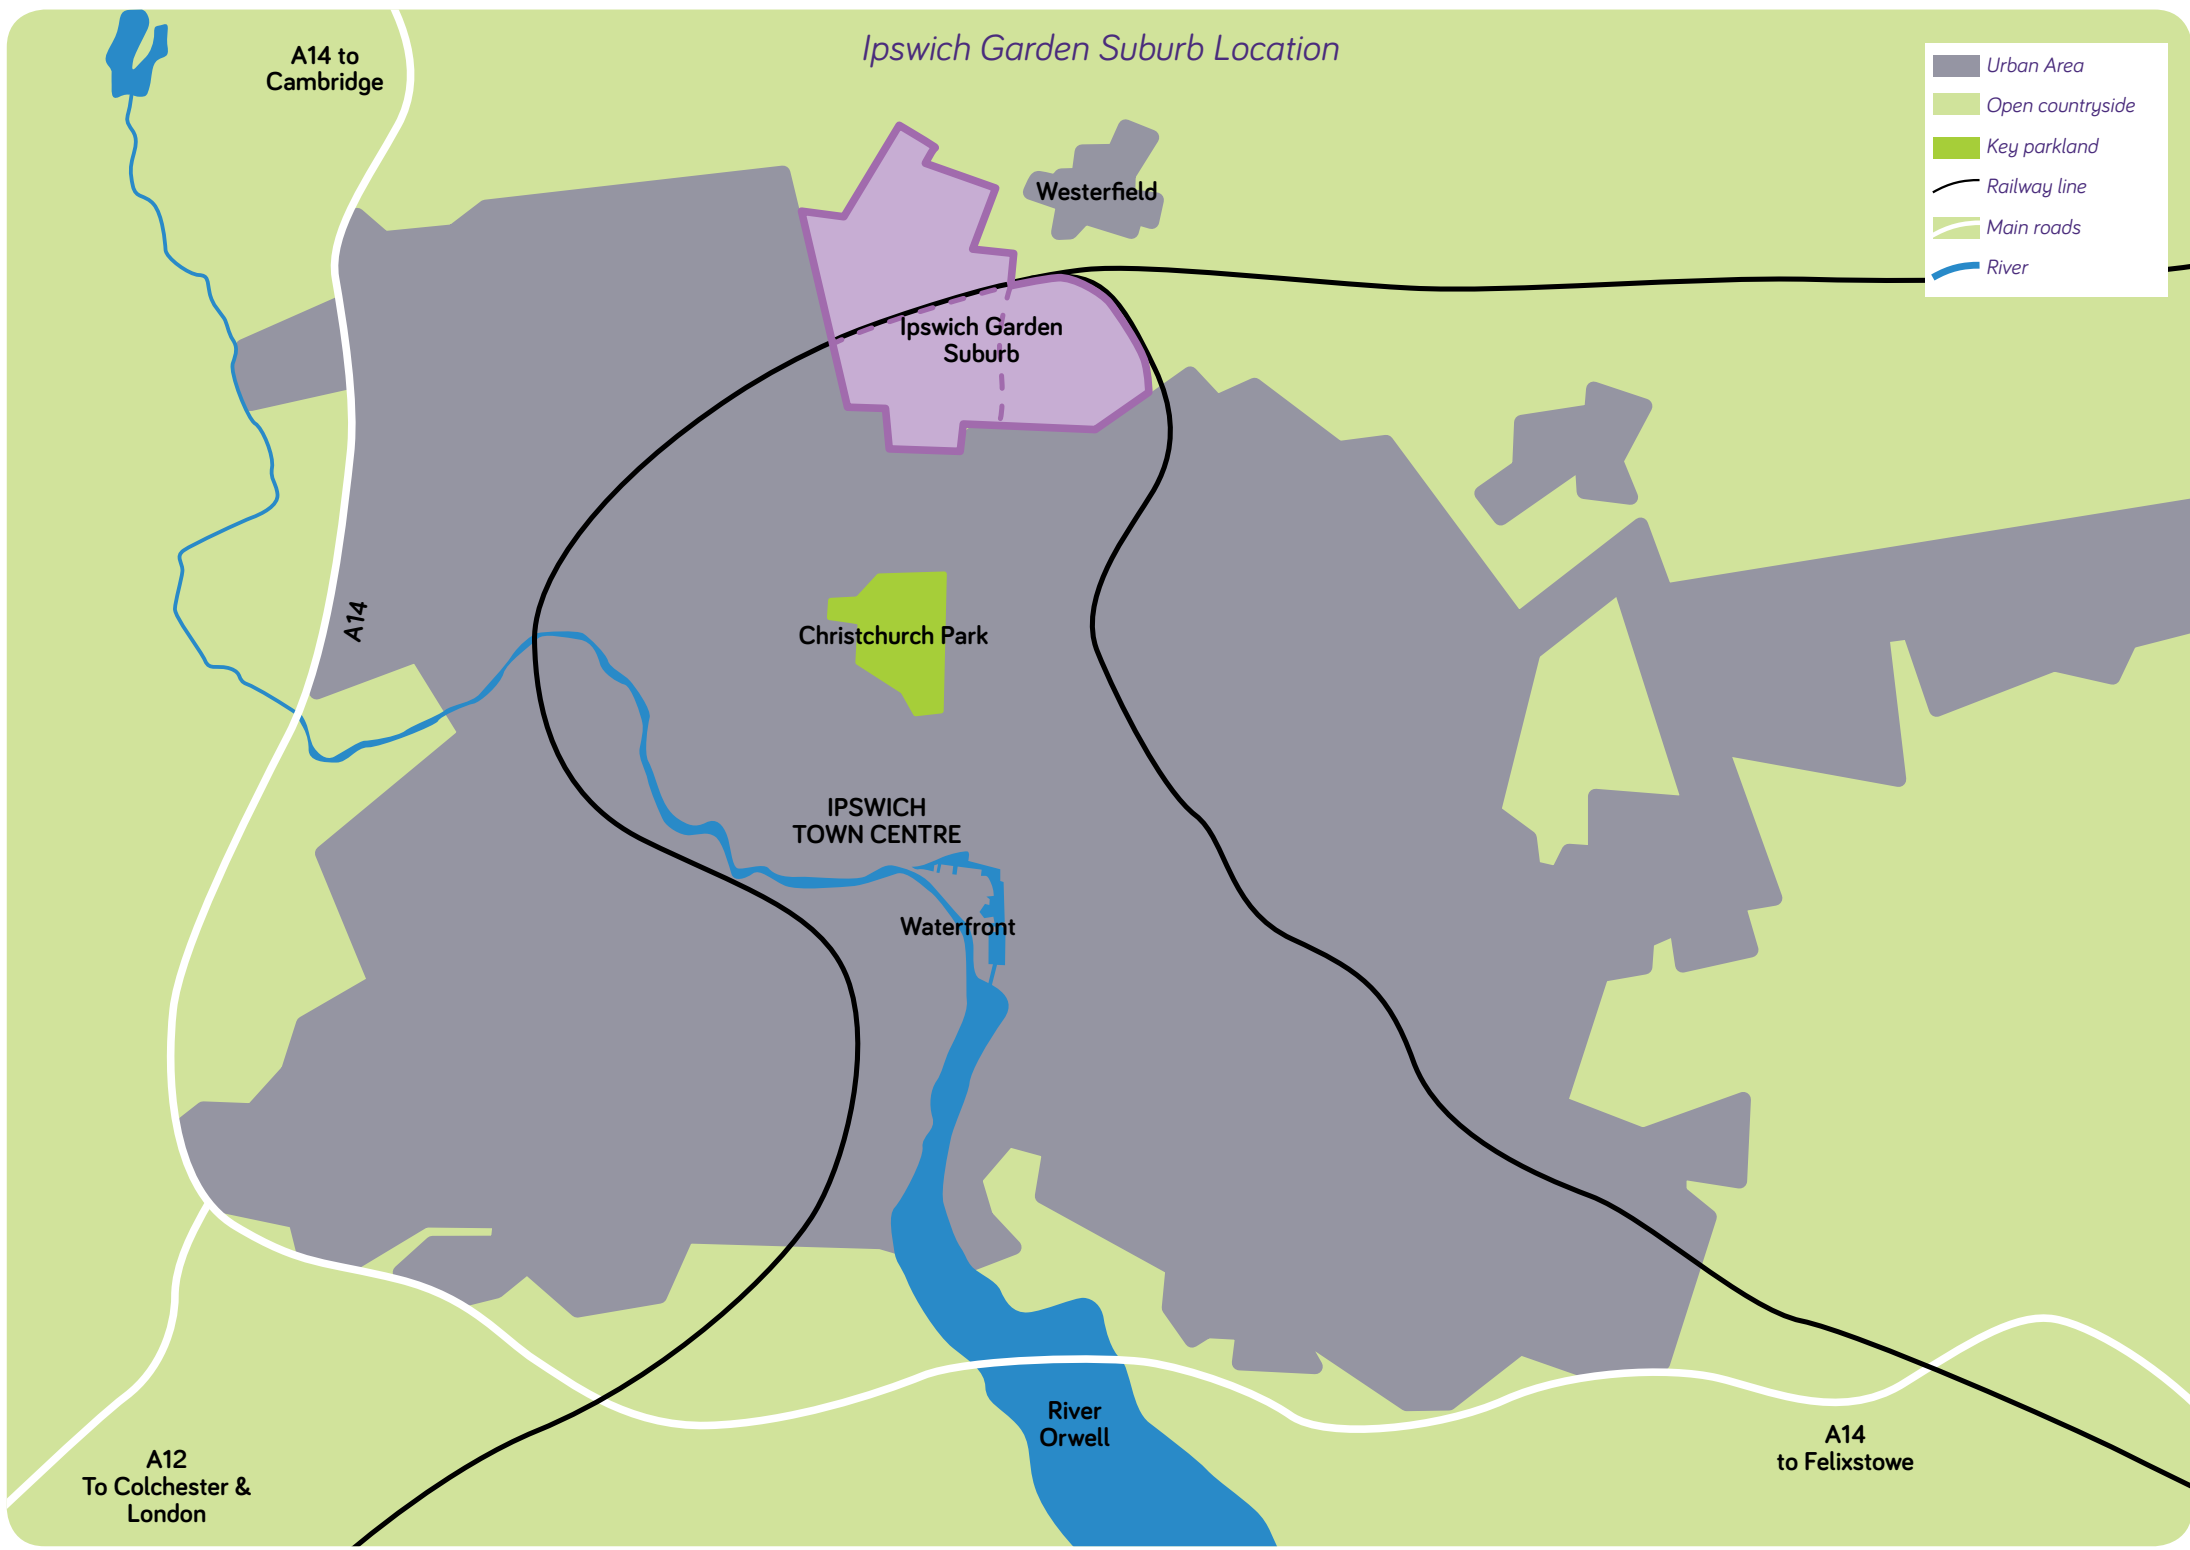 Ipswich Garden Suburb Location
A14 to
Cambridge
Urban Area
Open countryside
Key parkland
Railway line
Main roads
River
Westerfield
Ipswich Garden
Suburb
A14
Christchurch Park
IPSWICH
TOWN CENTRE
Waterfront
River
Orwell
A14
to Felixstowe
A12
To Colchester &
London